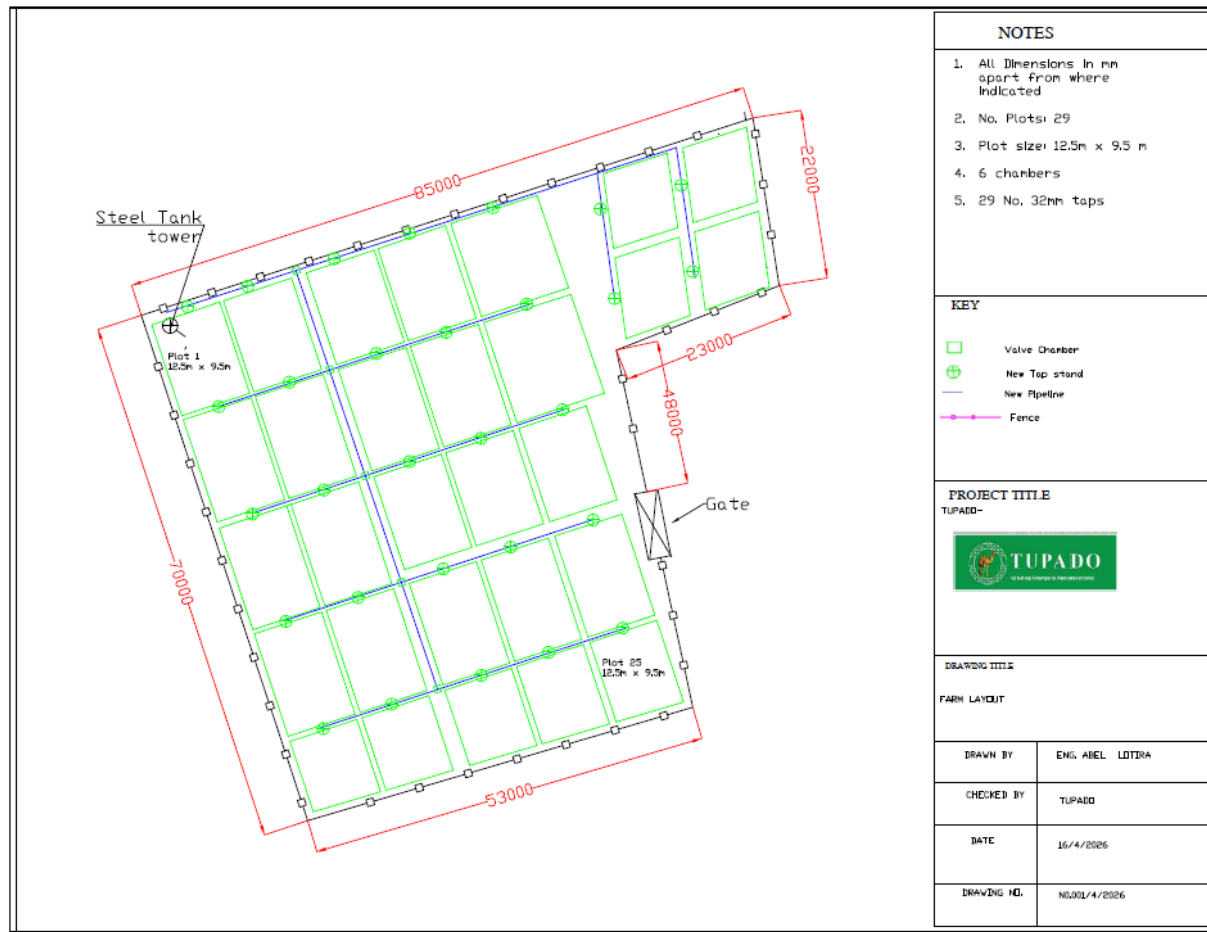 85000
22000
Steel Tank
tower
23000
Plot 1
12.5m x 9.5m
48000
Gate
70000
Plot 25
12.5m x 9.5m
53000
NOTES
1. All Dimensions in mm
apart from where
indicated
2. No. Plots: 29
3. Plot size: 12.5m x 9.5 m
4. 6 chambers
5. 29 No. 32mm taps
KEY
Valve Chamber
New Tap stand
New Pipeline
Fence
PROJECT TITLE
TUPADO-
TUPADO
DRAWING TITLE
FARM LAYOUT
DRAWN BY ENG. ABEL LOTIRA
CHECKED BY TUPADO
DATE 16/4/2026
DRAWING NO. NO.001/4/2026